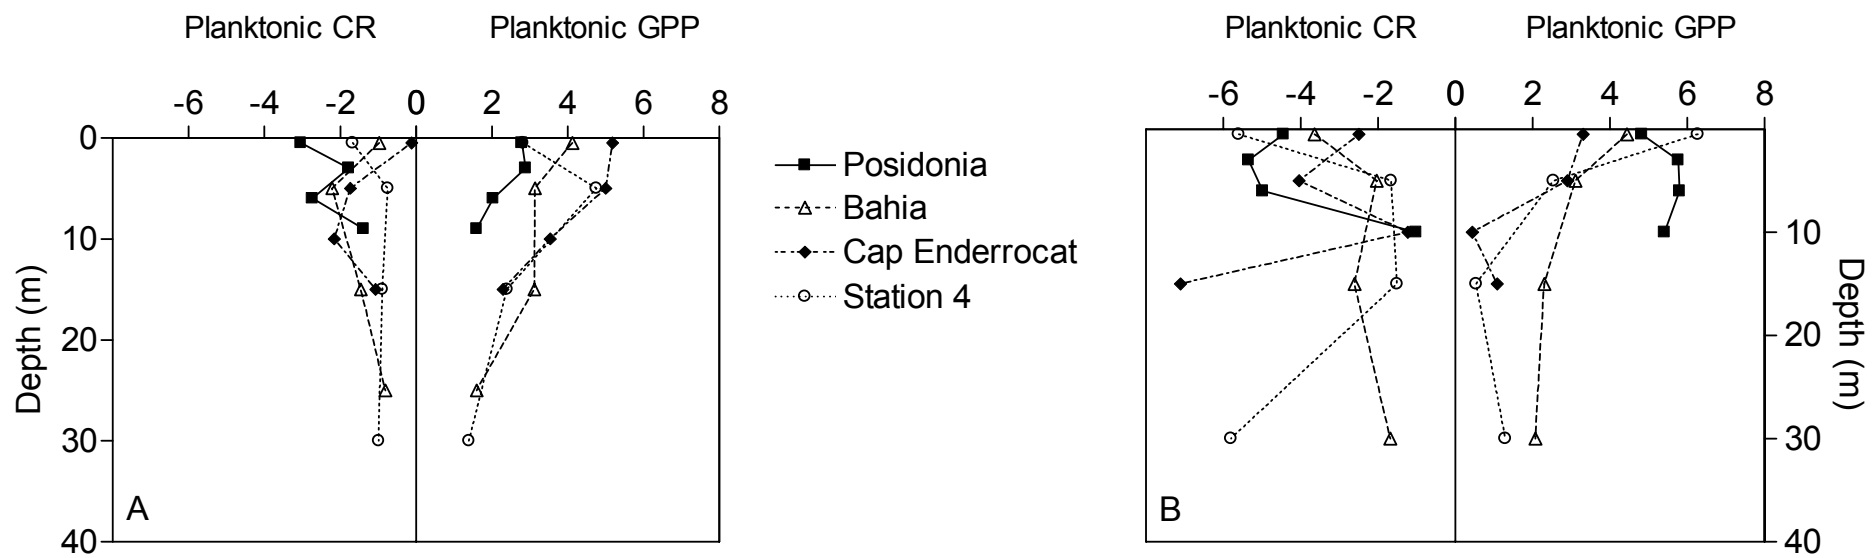 Planktonic CR Planktonic GPP
-6 -4 -2 0 2 4 6 8
0
10
20
30
40
Depth (m)
A
Posidonia
Bahia
Cap Enderrocat
Station 4
Planktonic CR Planktonic GPP
-6 -4 -2 0 2 4 6 8
10
20
30
40
Depth (m)
B